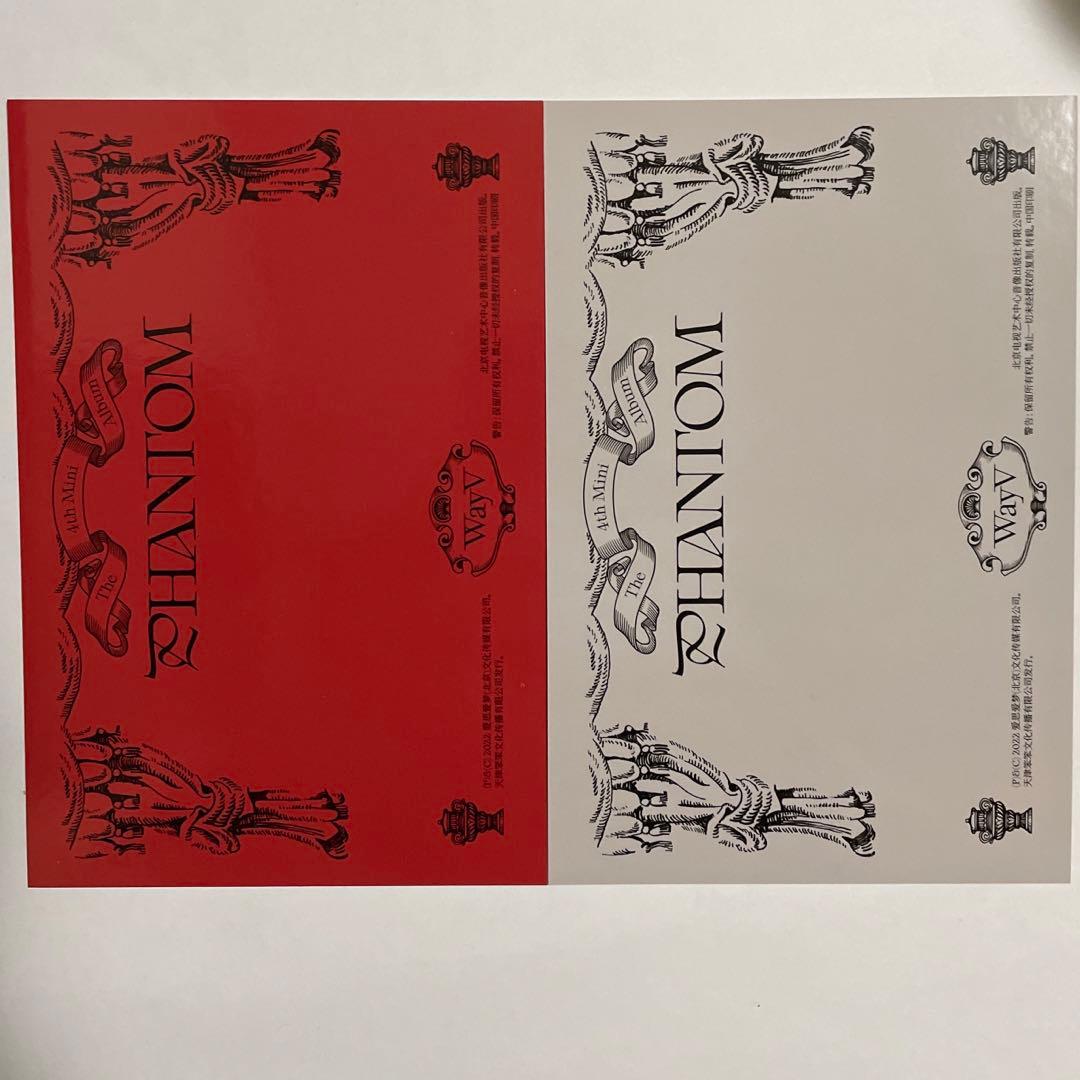 The 4th Mini Album
PHANTOM
(P)&(C) 2022 爱思爱梦(北京)文化传媒有限公司。
天津笨笨文化传播有限公司发行。
WayV
北京电视艺术中心音像出版社有限公司出版。
警告:保留所有权利。禁止一切未经授权的复制、转载。中国印刷
The 4th Mini Album
PHANTOM
(P)&(C) 2022 爱思爱梦(北京)文化传媒有限公司。
天津笨笨文化传播有限公司发行。
WayV
北京电视艺术中心音像出版社有限公司出版。
警告:保留所有权利。禁止一切未经授权的复制、转载。中国印刷